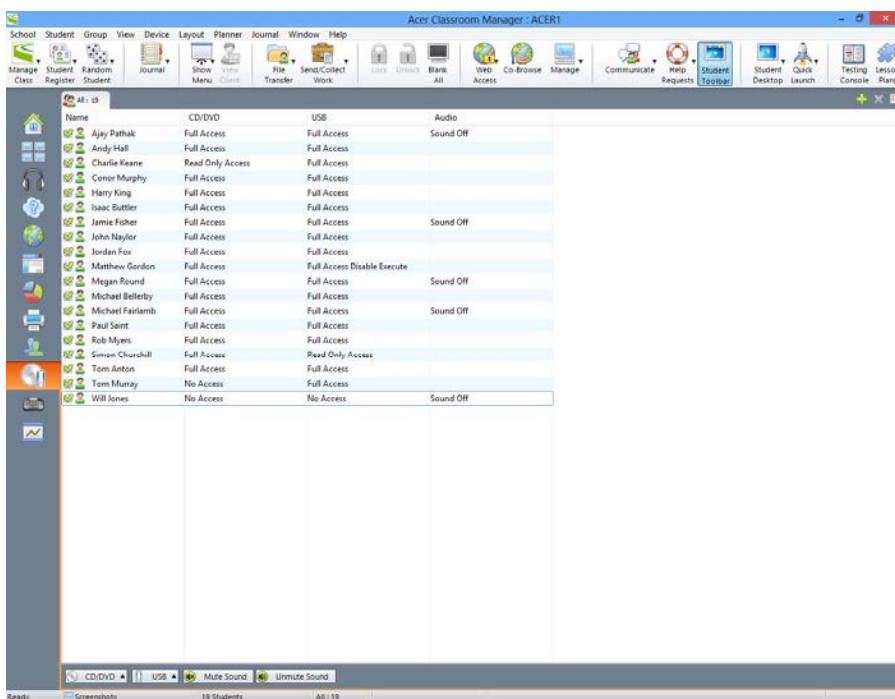 Acer Classroom Manager : ACER1
School Student Group View Device Layout Planner Journal Window Help
Manage Class Student Register Random Student Journal Show Menu View Client File Transfer Send/Collect Work Lock Unlock Blank All Web Access Co-Browse Manage Communicate Help Requests Student Toolbar Student Desktop Quick Launch Testing Console
All : 19
Name CD/DVD USB Audio
Ajay Pathak Full Access Full Access Sound Off
Andy Hall Full Access Full Access
Charlie Keane Read Only Access Full Access
Conor Murphy Full Access Full Access
Harry King Full Access Full Access
Isaac Buttler Full Access Full Access
Jamie Fisher Full Access Full Access Sound Off
John Naylor Full Access Full Access
Jordan Fox Full Access Full Access
Matthew Gordon Full Access Full Access Disable Execute
Megan Round Full Access Full Access Sound Off
Michael Bellerby Full Access Full Access
Michael Fairlamb Full Access Full Access Sound Off
Paul Saint Full Access Full Access
Rob Myers Full Access Full Access
Simon Churchill Full Access Read Only Access
Tom Anton Full Access Full Access
Tom Murray No Access Full Access
Will Jones No Access No Access Sound Off
CD/DVD USB Mute Sound Unmute Sound
Ready Screenshots 19 Students All : 19